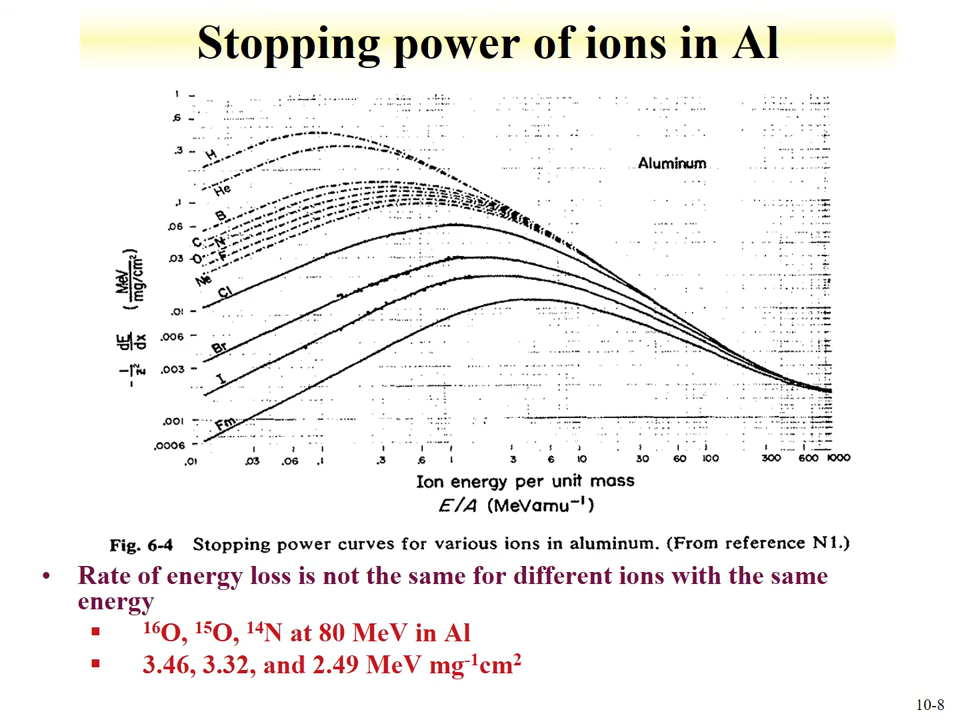 Stopping power of ions in Al
1
.6
.3
.1
.06
.03
.01
.006
.003
.001
.0006
H
He
B
C
N
O
F
Ne
Cl
Br
I
Fm
Aluminum
- 1/Z² dE/dx (MeV/mg/cm²)
.01 .03 .06 .1 .3 .6 1 3 6 10 30 60 100 300 600 1000
Ion energy per unit mass
E/A (MeVamu⁻¹)
Fig. 6-4 Stopping power curves for various ions in aluminum. (From reference N1.)
• Rate of energy loss is not the same for different ions with the same
energy
▪ ¹⁶O, ¹⁵O, ¹⁴N at 80 MeV in Al
▪ 3.46, 3.32, and 2.49 MeV mg⁻¹cm²
10-8